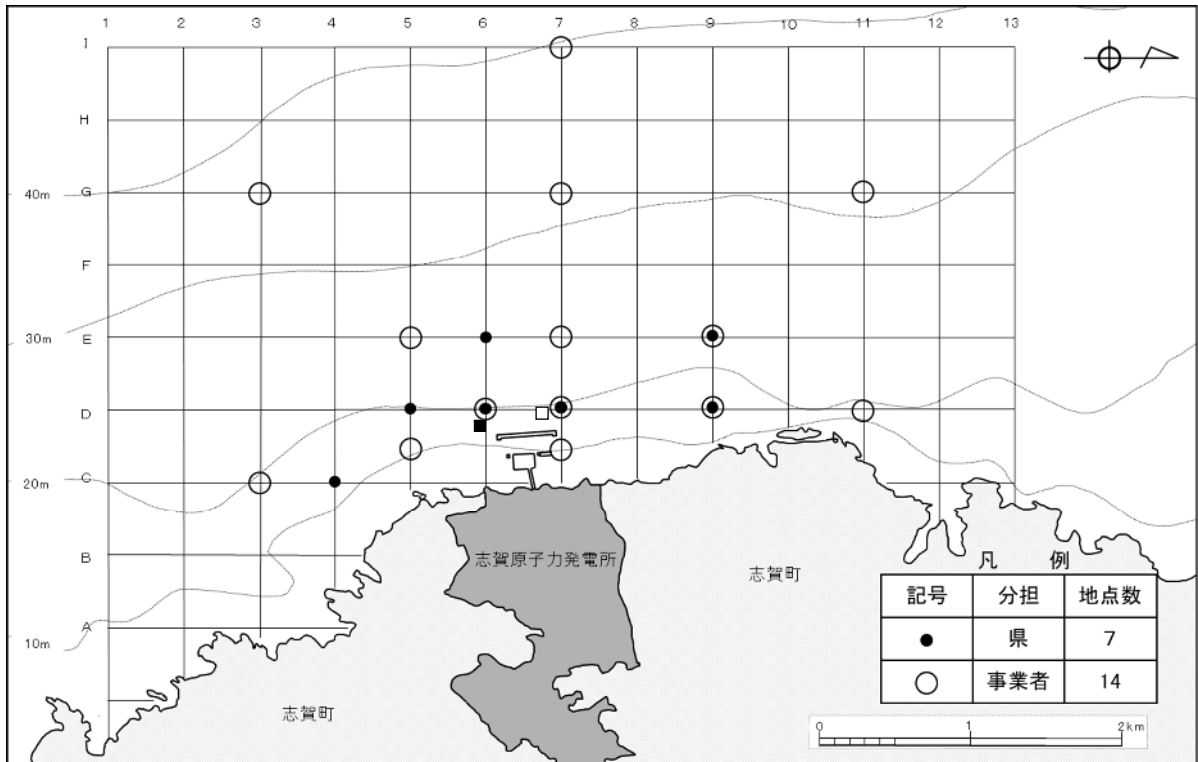 1 2 3 4 5 6 7 8 9 10 11 12 13
I
H
40m G
F
30m E
D
20m C
B
10m A
志賀原子力発電所
志賀町
志賀町
凡 例
記号 分担 地点数
● 県 7
○ 事業者 14
0 1 2km